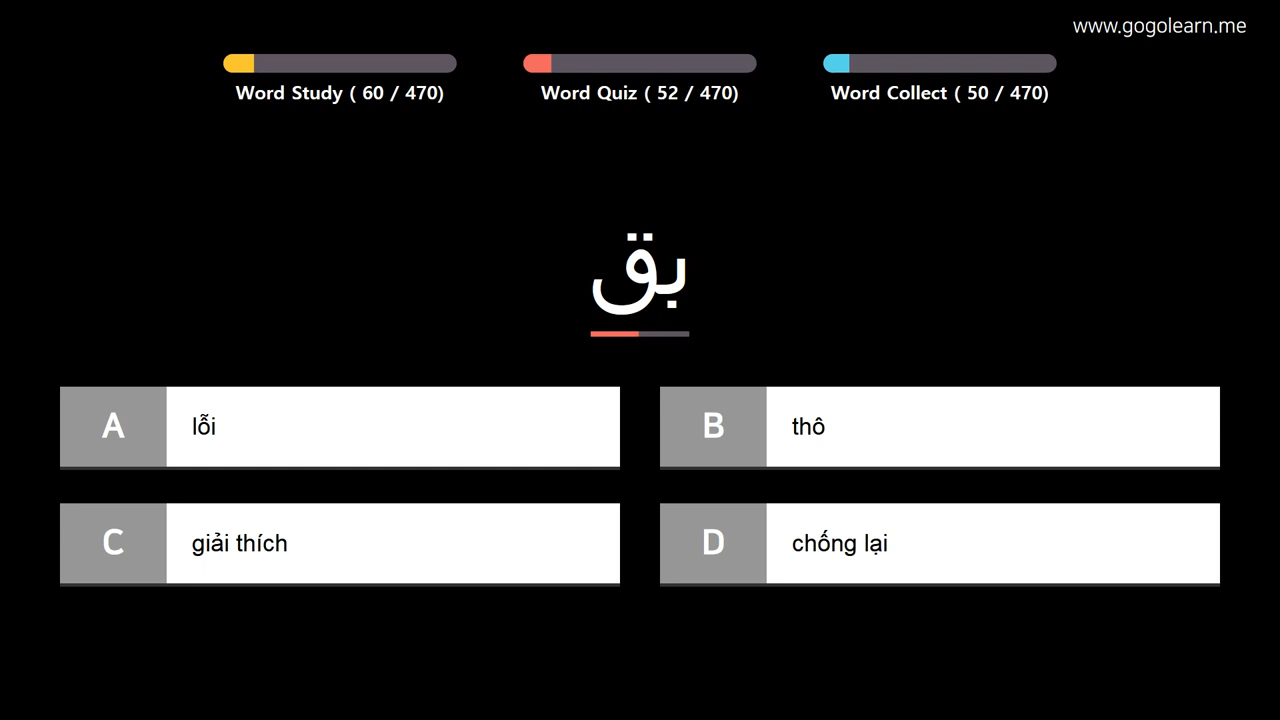 www.gogolearn.me
Word Study ( 60 / 470)
Word Quiz ( 52 / 470)
Word Collect ( 50 / 470)
بق
A lỗi
B thô
C giải thích
D chống lại